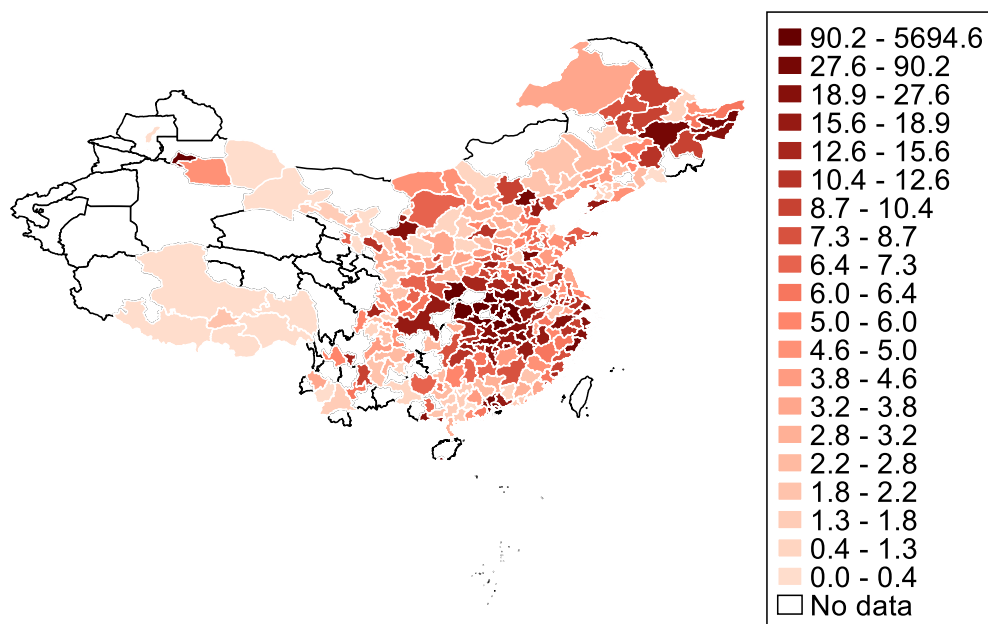 90.2 - 5694.6
27.6 - 90.2
18.9 - 27.6
15.6 - 18.9
12.6 - 15.6
10.4 - 12.6
8.7 - 10.4
7.3 - 8.7
6.4 - 7.3
6.0 - 6.4
5.0 - 6.0
4.6 - 5.0
3.8 - 4.6
3.2 - 3.8
2.8 - 3.2
2.2 - 2.8
1.8 - 2.2
1.3 - 1.8
0.4 - 1.3
0.0 - 0.4
No data